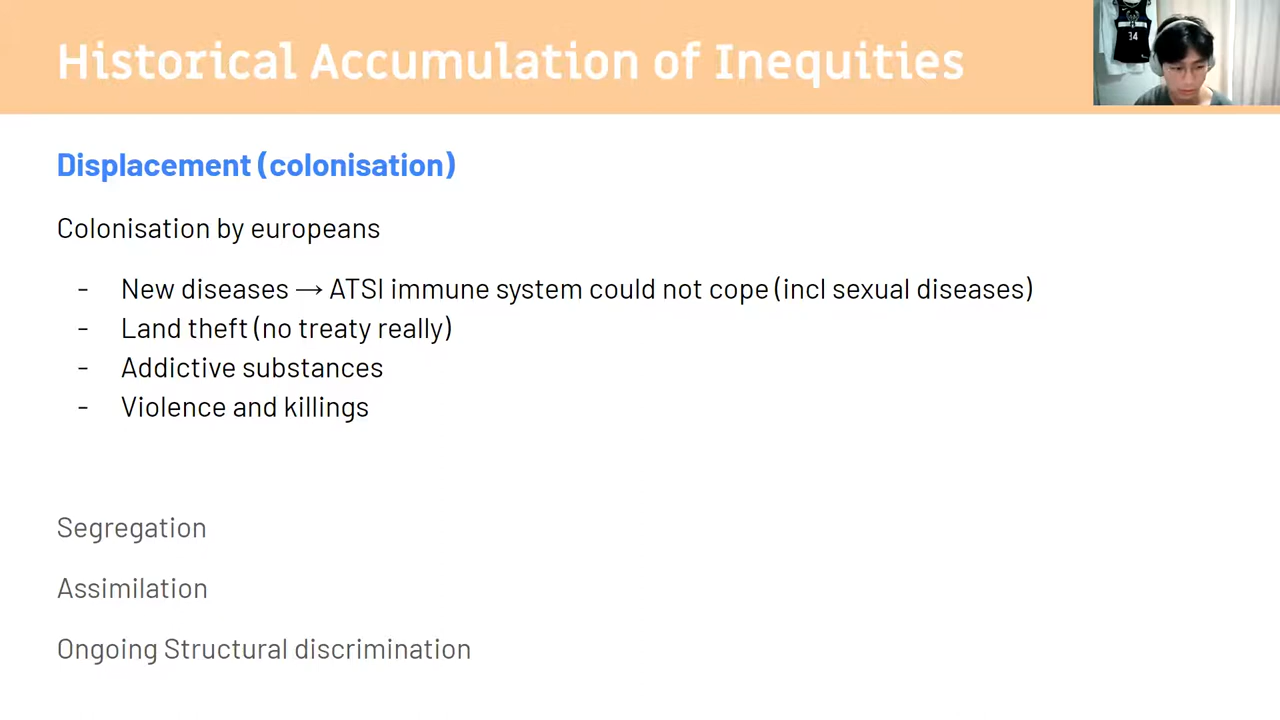 Historical Accumulation of Inequities
34
Displacement (colonisation)
Colonisation by europeans
- New diseases → ATSI immune system could not cope (incl sexual diseases)
- Land theft (no treaty really)
- Addictive substances
- Violence and killings
Segregation
Assimilation
Ongoing Structural discrimination